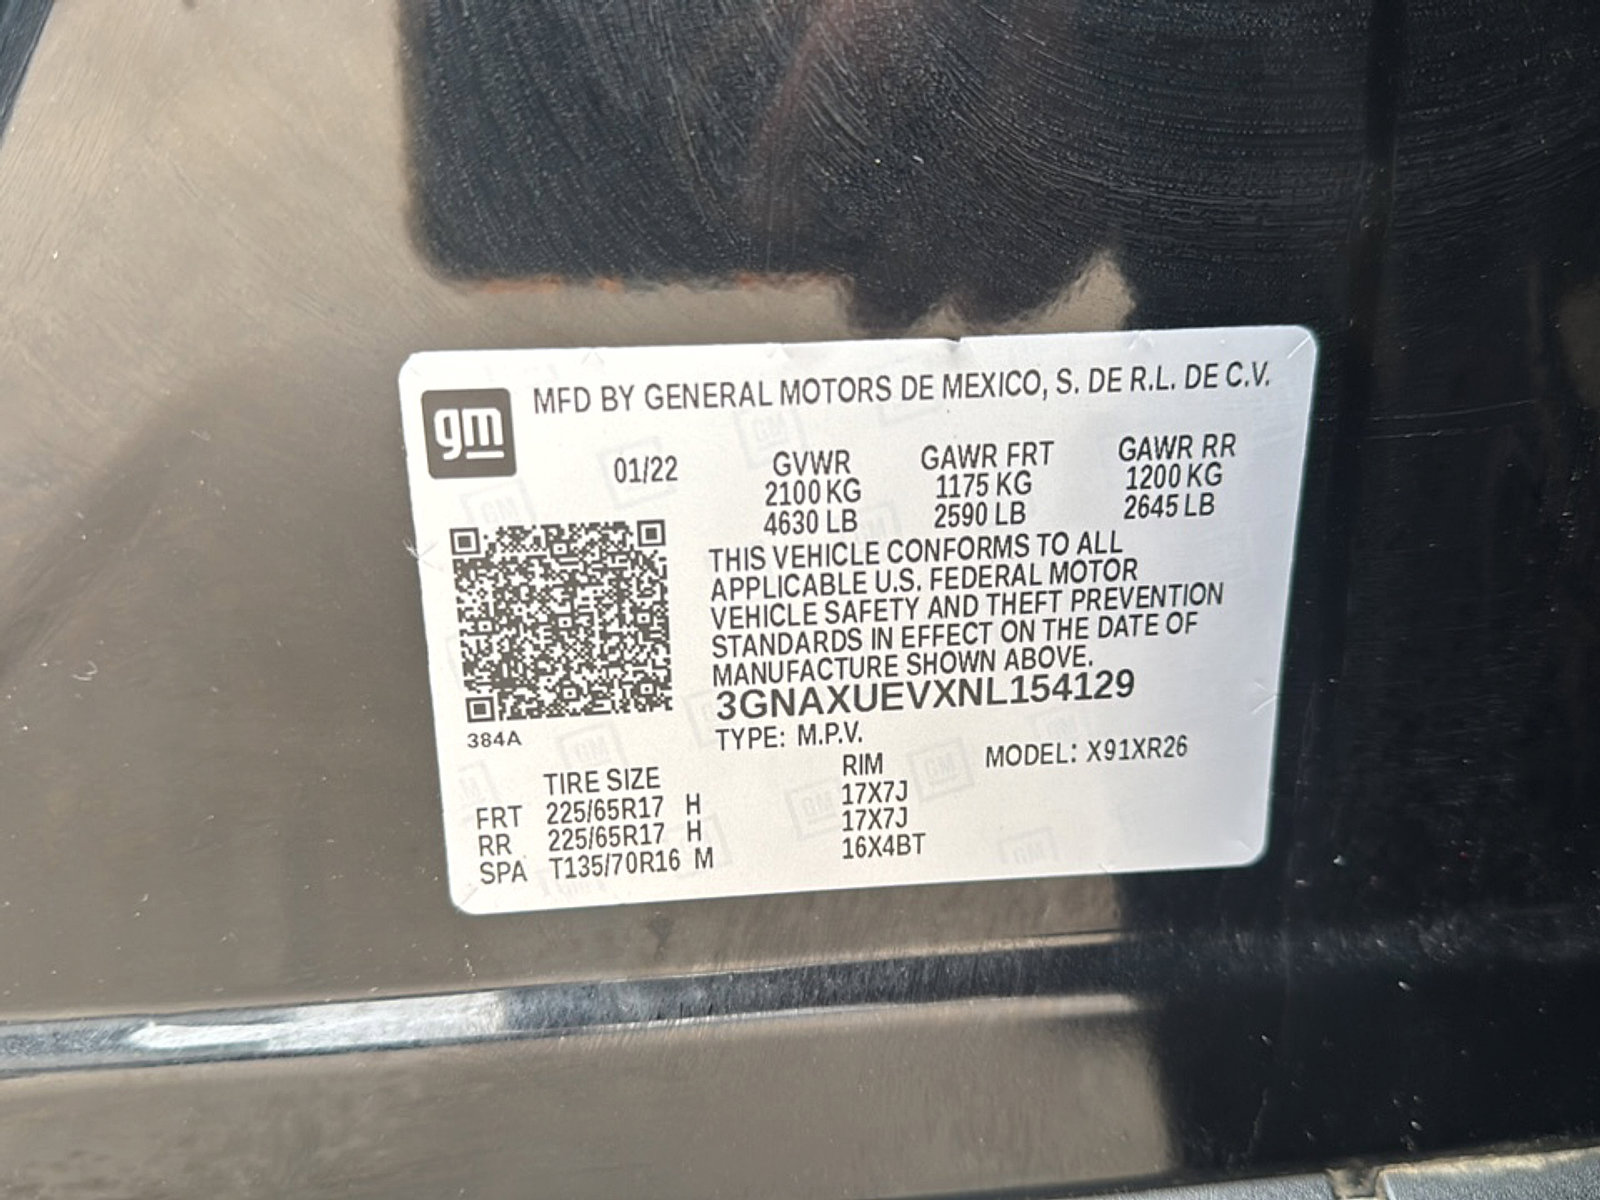 gm
MFD BY GENERAL MOTORS DE MEXICO, S. DE R.L. DE C.V.
01/22 GVWR GAWR FRT GAWR RR
2100 KG 1175 KG 1200 KG
4630 LB 2590 LB 2645 LB
THIS VEHICLE CONFORMS TO ALL
APPLICABLE U.S. FEDERAL MOTOR
VEHICLE SAFETY AND THEFT PREVENTION
STANDARDS IN EFFECT ON THE DATE OF
MANUFACTURE SHOWN ABOVE.
3GNAXUEVXNL154129
384A
TYPE: M.P.V. MODEL: X91XR26
TIRE SIZE RIM
FRT 225/65R17 H 17X7J
RR 225/65R17 H 17X7J
SPA T135/70R16 M 16X4BT